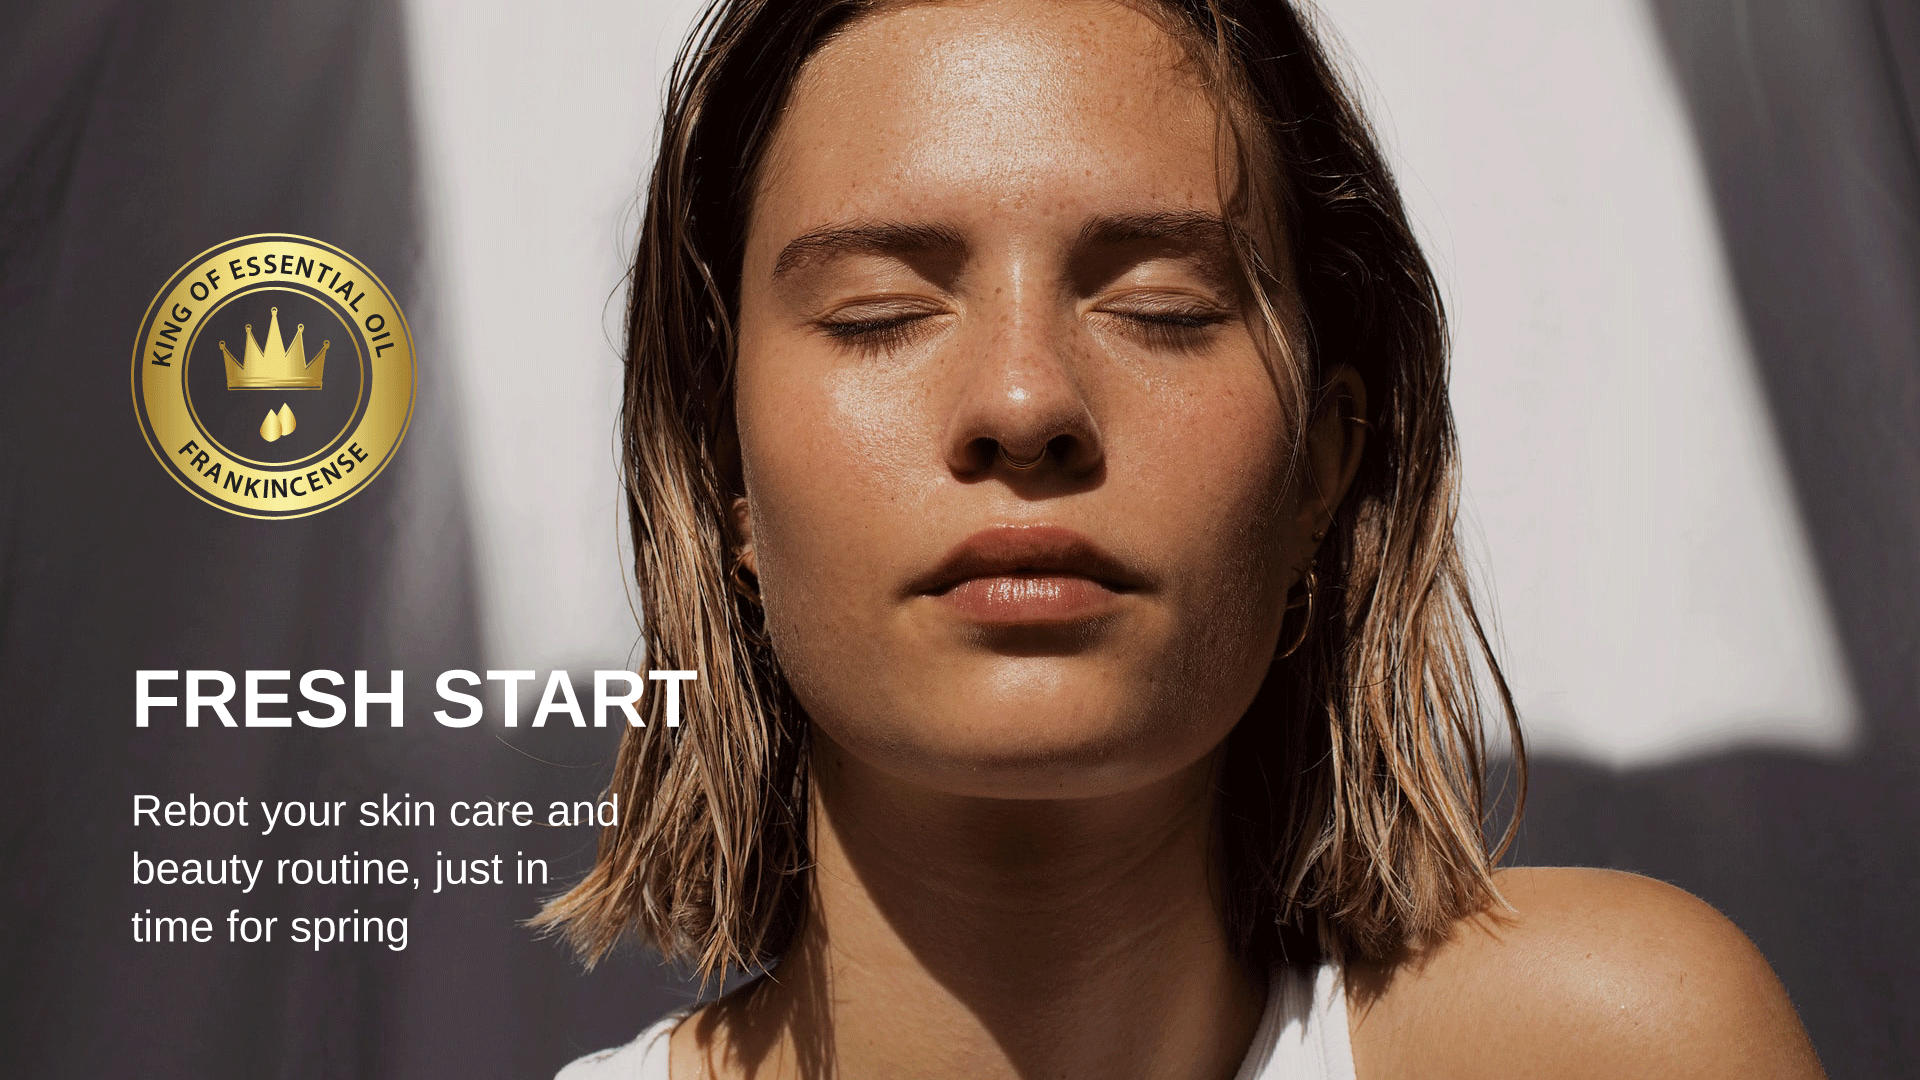 KING OF ESSENTIAL OIL
FRANKINCENSE
FRESH START
Rebot your skin care and
beauty routine, just in
time for spring